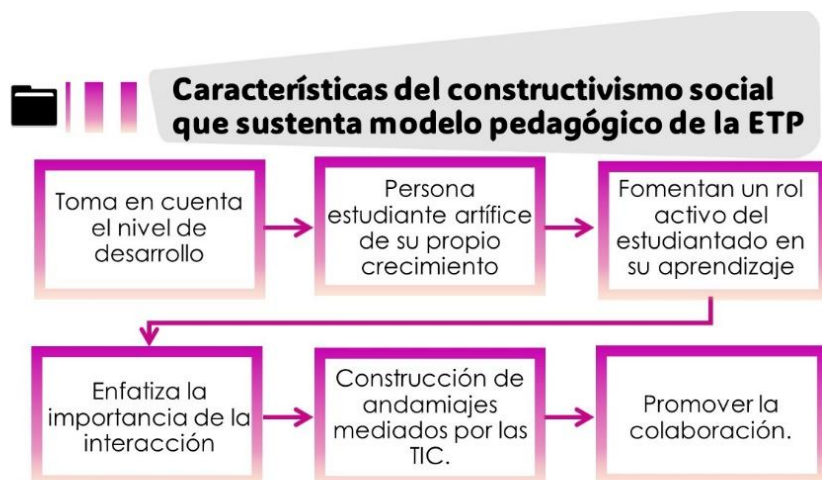 Características del constructivismo social
que sustenta modelo pedagógico de la ETP
Toma en cuenta
el nivel de
desarrollo
Persona
estudiante artífice
de su propio
crecimiento
Fomentan un rol
activo del
estudiantado en
su aprendizaje
Enfatiza la
importancia de la
interacción
Construcción de
andamiajes
mediados por las
TIC.
Promover la
colaboración.